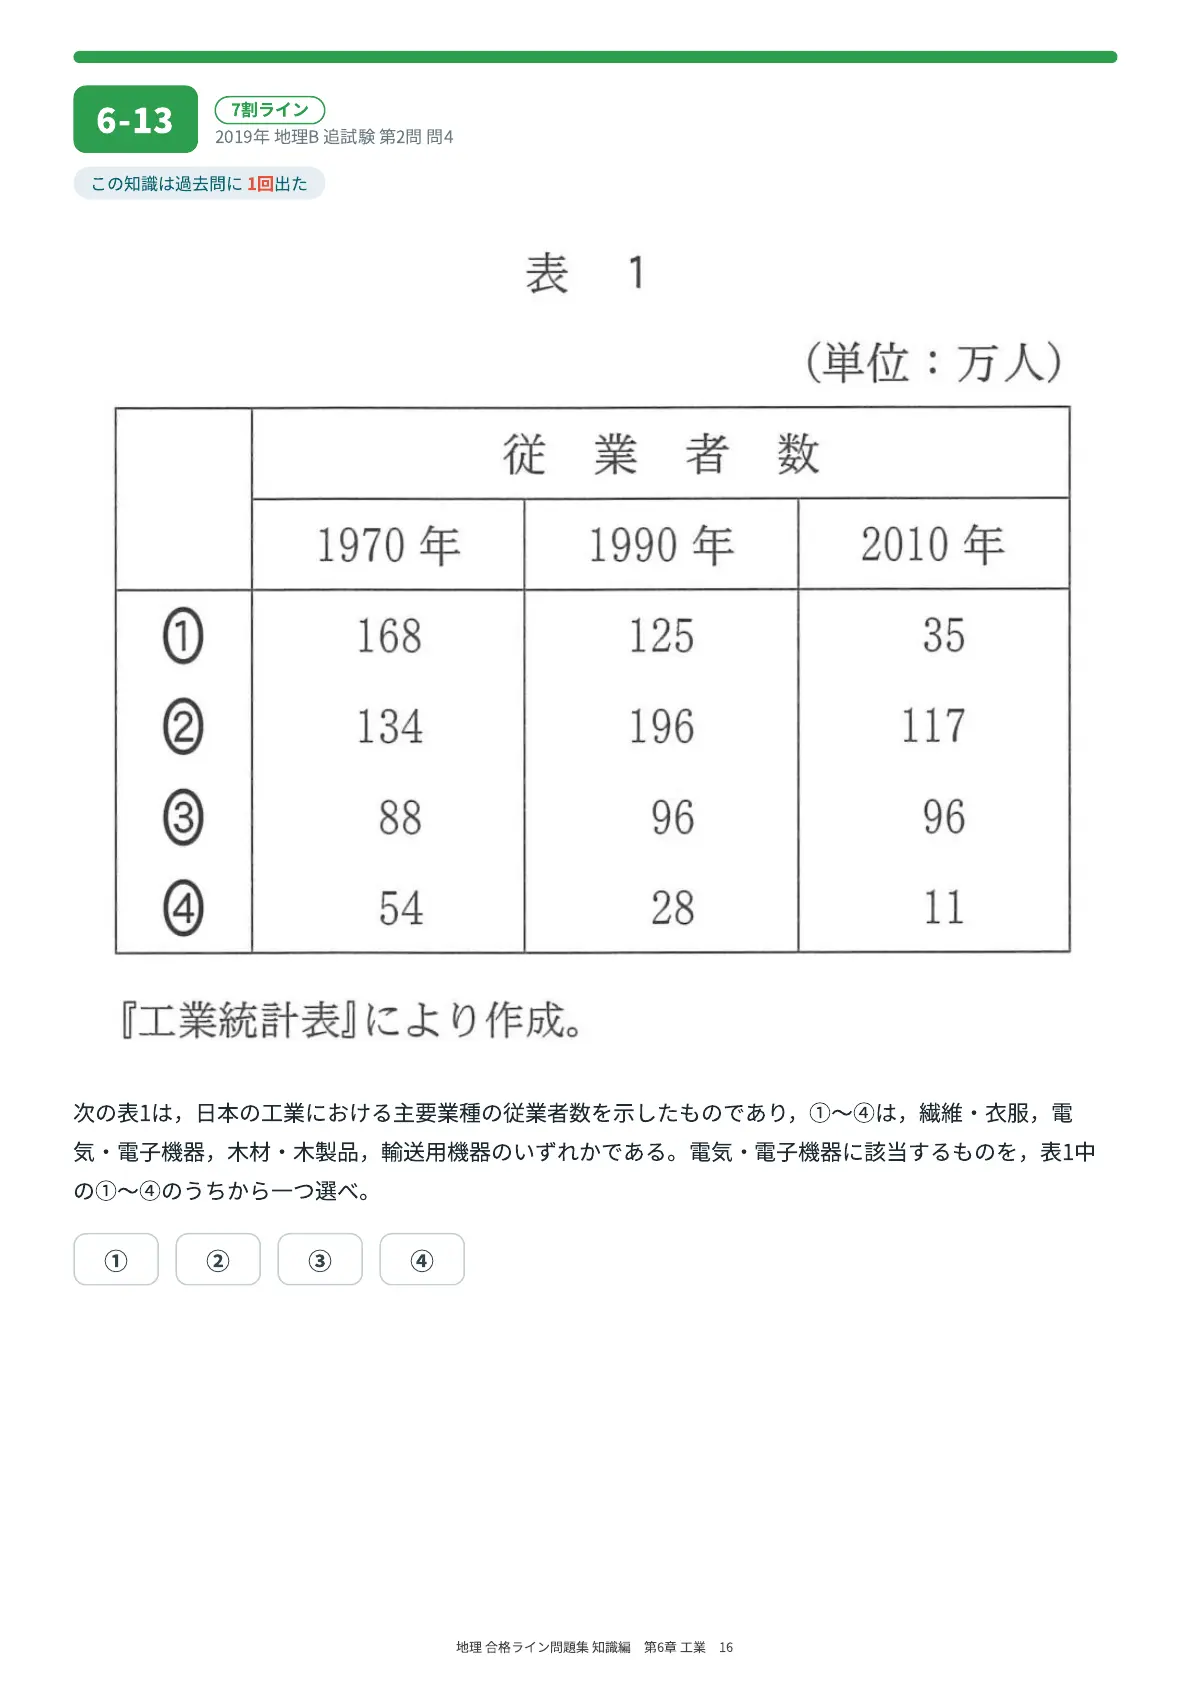 6-13
7割ライン
2019年 地理B 追試験 第2問 問4
この知識は過去問に 1回出た
表 1
(単位：万人)
従 業 者 数
1970 年 1990 年 2010 年
① 168 125 35
② 134 196 117
③ 88 96 96
④ 54 28 11
『工業統計表』により作成。
次の表1は，日本の工業における主要業種の従業者数を示したものであり，①～④は，繊維・衣服，電
気・電子機器，木材・木製品，輸送用機器のいずれかである。電気・電子機器に該当するものを，表1中
の①～④のうちから一つ選べ。
① ② ③ ④
地理 合格ライン問題集 知識編 第6章 工業 16